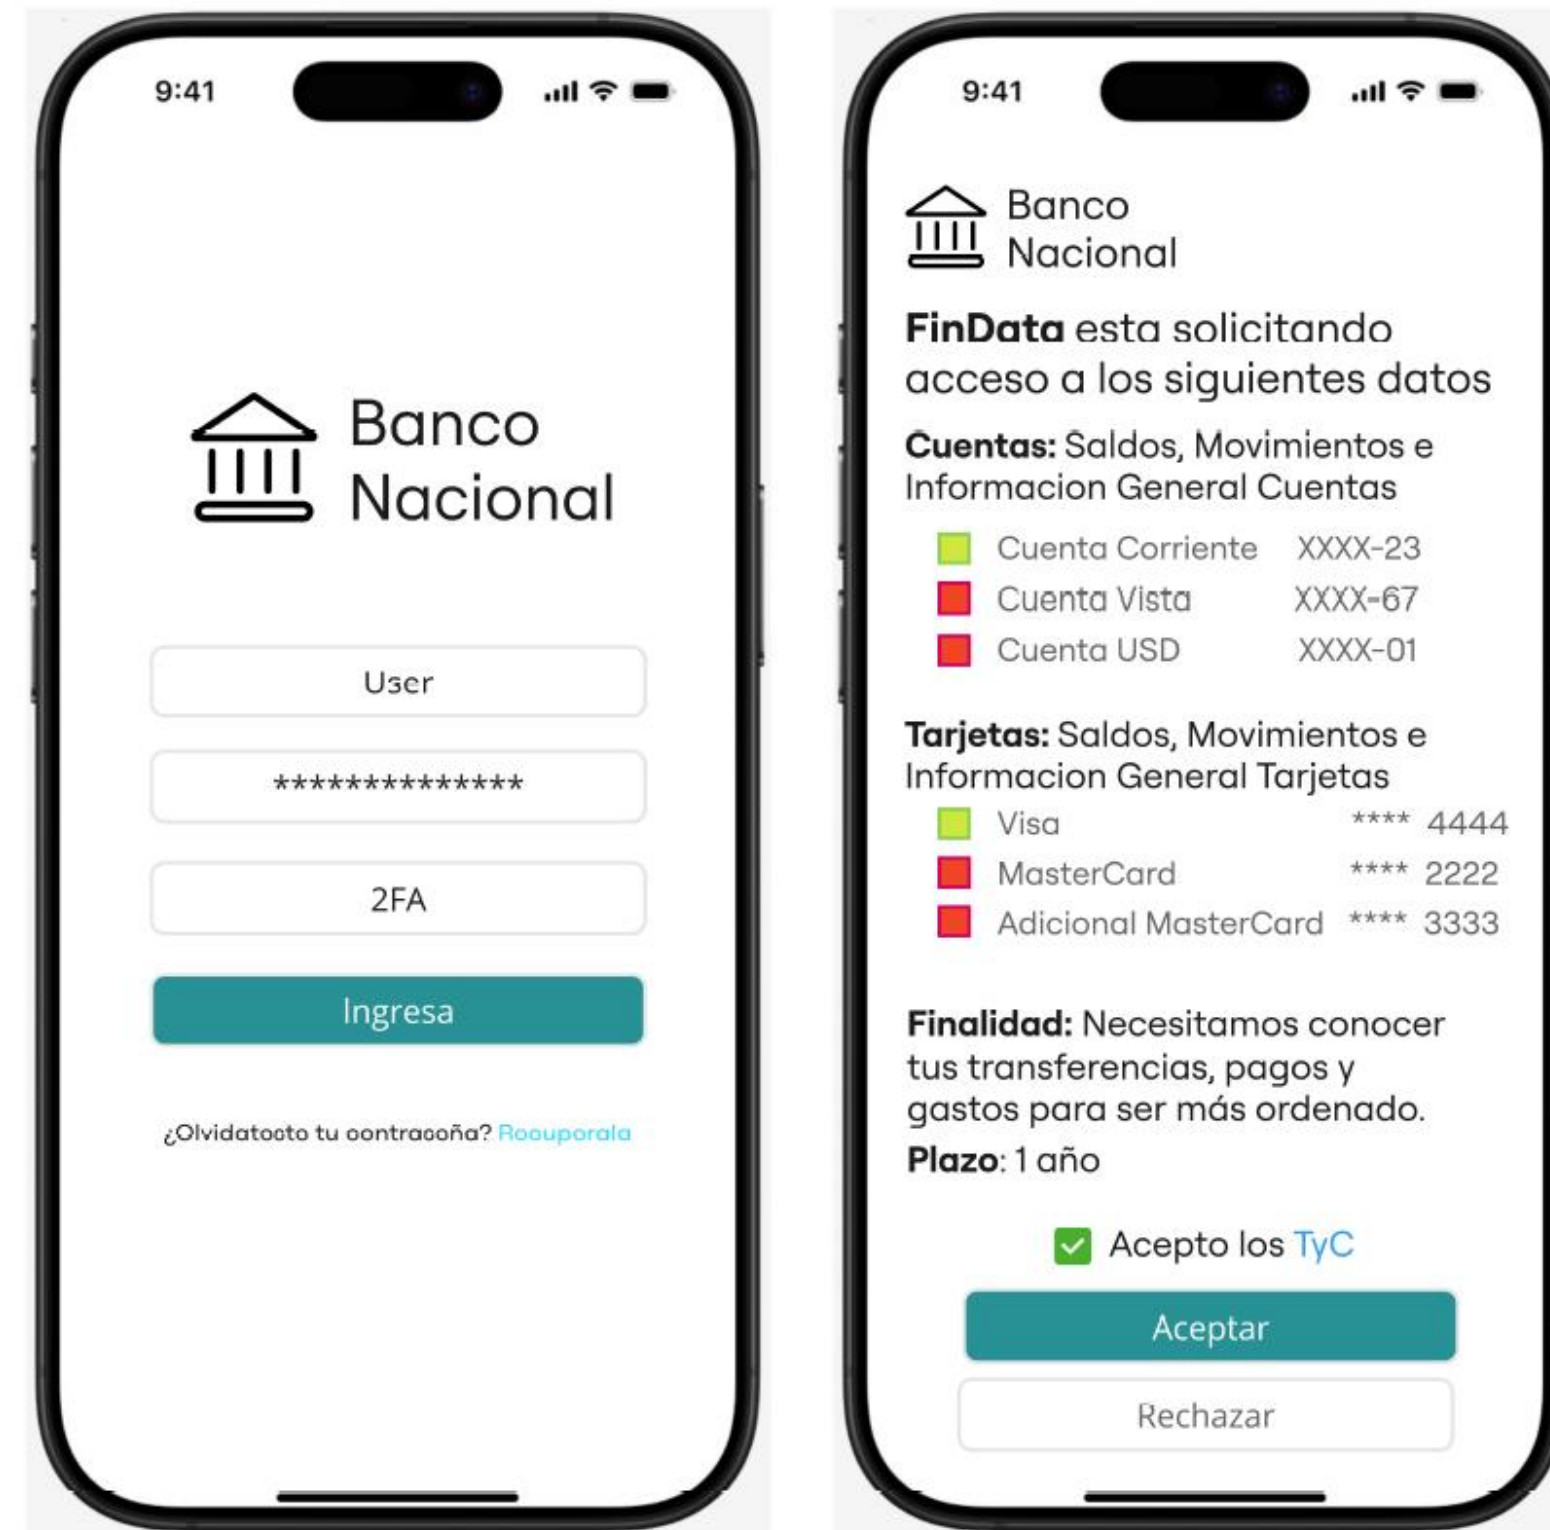 9:41
Banco
Nacional
User
**************
2FA
Ingresa
tu
9:41
Banco
Nacional
FinData esta solicitando
acceso a los siguientes datos
Cuentas: Saldos, Movimientos e
Informacion General Cuentas
Cuenta Corriente XXXX-23
Cuenta Vista XXXX-67
Cuenta USD XXXX-01
Tarjetas: Saldos, Movimientos e
Informacion General Tarjetas
Visa **** 4444
MasterCard **** 2222
Adicional MasterCard **** 3333
Finalidad: Necesitamos conocer
tus transferencias, pagos y
gastos para ser más ordenado.
Plazo: 1 año
Acepto los TyC
Aceptar
Rechazar